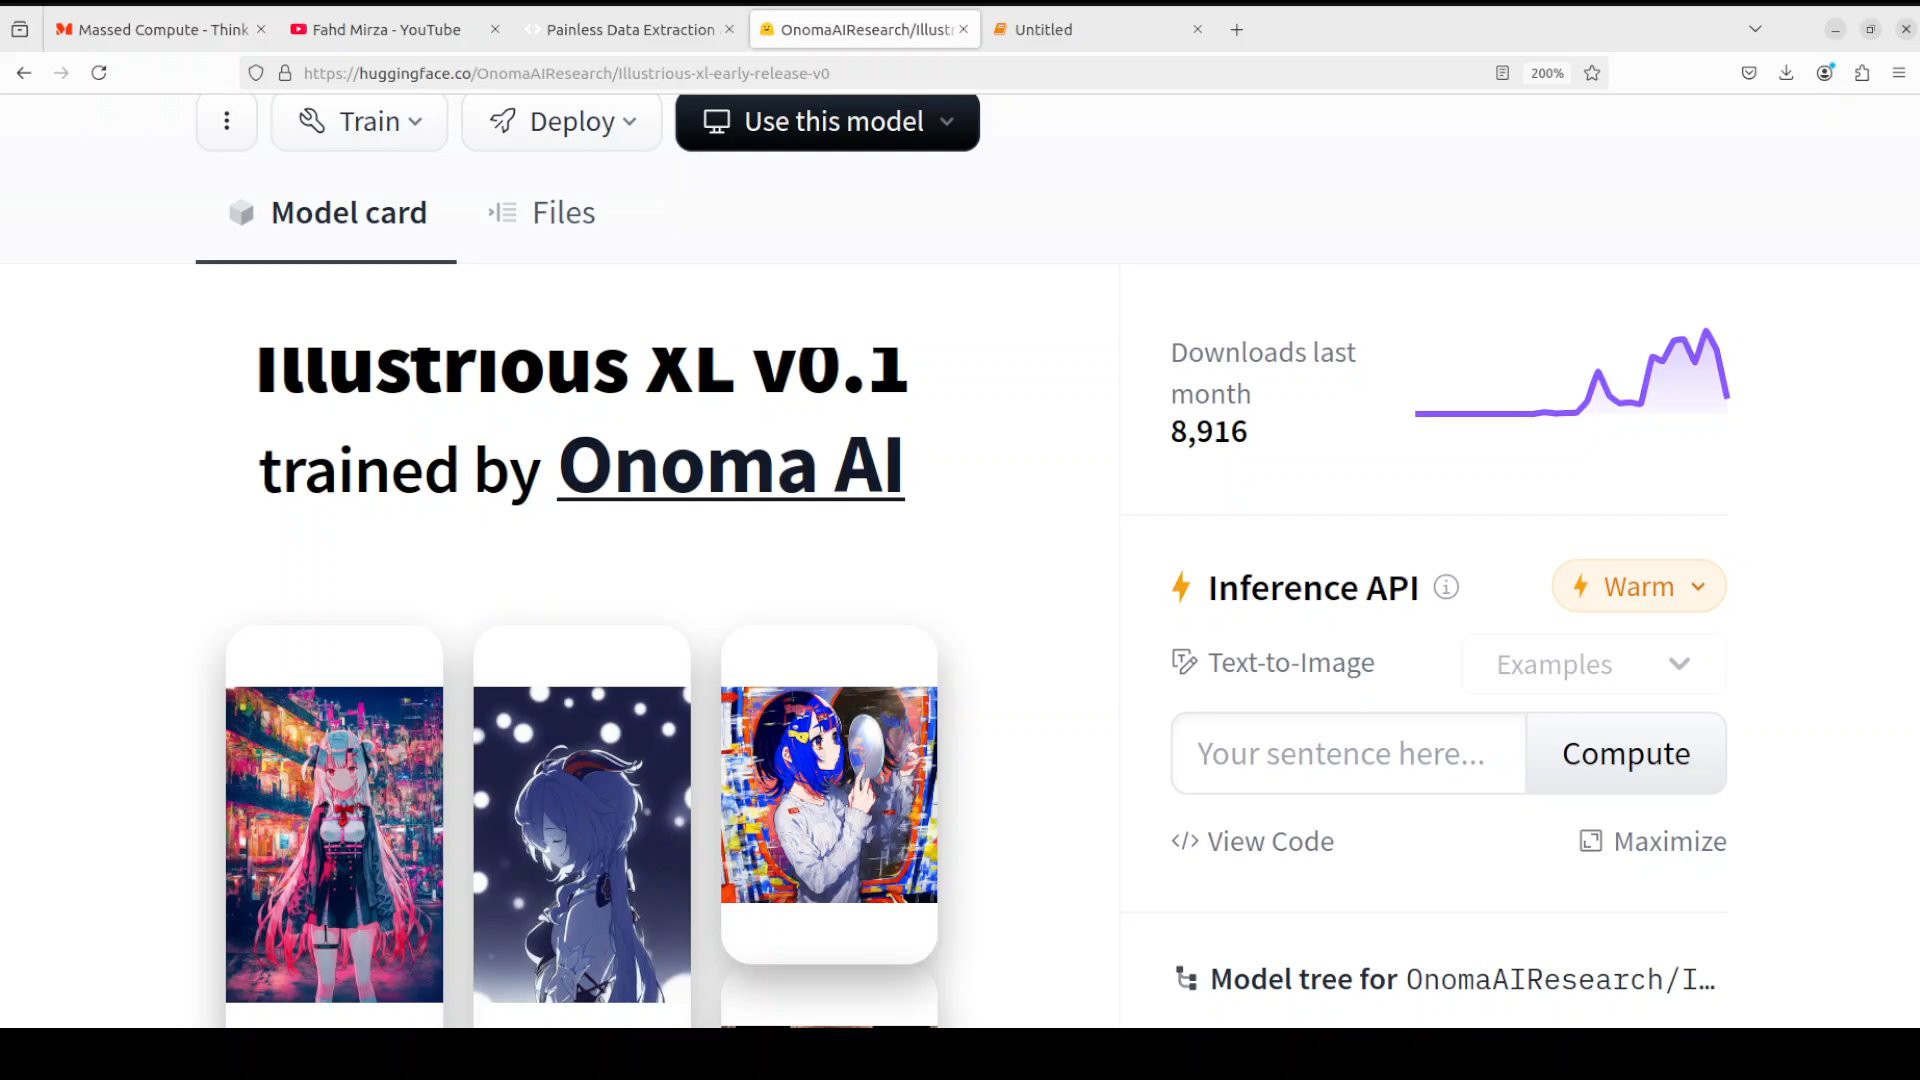 Massed Compute - Think
Fahd Mirza - YouTube
Painless Data Extraction
OnomaAIResearch/Illustr
Untitled
https://huggingface.co/OnomaAIResearch/Illustrious-xl-early-release-v0
200%
Train
Deploy
Use this model
Model card
Files
Illustrious XL v0.1
trained by Onoma AI
Downloads last
month
8,916
Inference API
Warm
Text-to-Image
Examples
Your sentence here...
Compute
</> View Code
Maximize
Model tree for OnomaAIResearch/I…